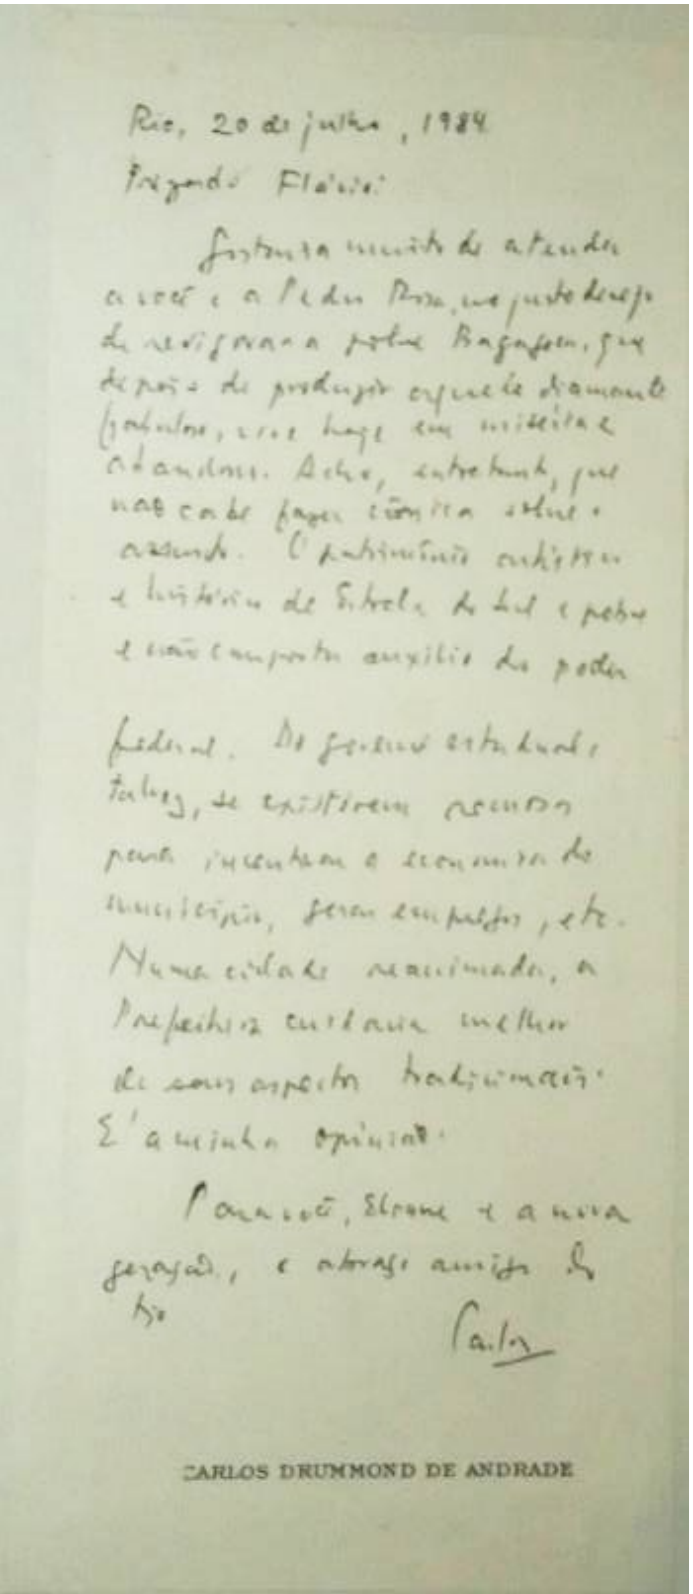 Rio, 20 de julho, 1984
Prezado Flávio:
Gostaria muito de atender
a você e a Pedro Rosa, no justo desejo
de revigorar a pobre Bagagem, que
depois de produzir aquele diamante
fabuloso, vive hoje em miséria e
abandono. Acho, entretanto, que
não cabe fazer crônica sobre o
assunto. O patrimônio artístico
e histórico de Estrela do Sul é pobre
e não comporta auxílio do poder
federal. Do governo estadual,
talvez, se existirem recursos
para incentivar a economia do
município, gerar empregos, etc.
Numa cidade reanimada, a
Prefeitura cuidaria melhor
de seus aspectos tradicionais.
É a minha opinião.
Para você, e a nova
geração, o abraço amigo do
tio
Carlos
CARLOS DRUMMOND DE ANDRADE